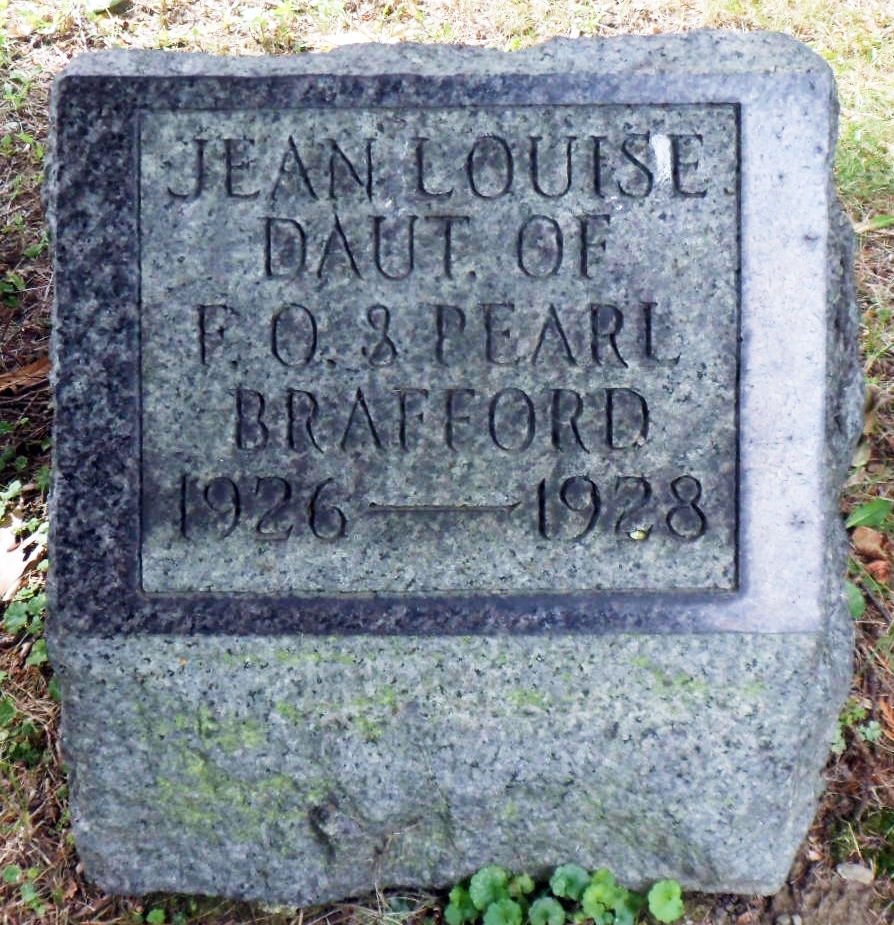 JEAN LOUISE
DAUT. OF
F. O. & PEARL
BRAFFORD
1926 — 1928